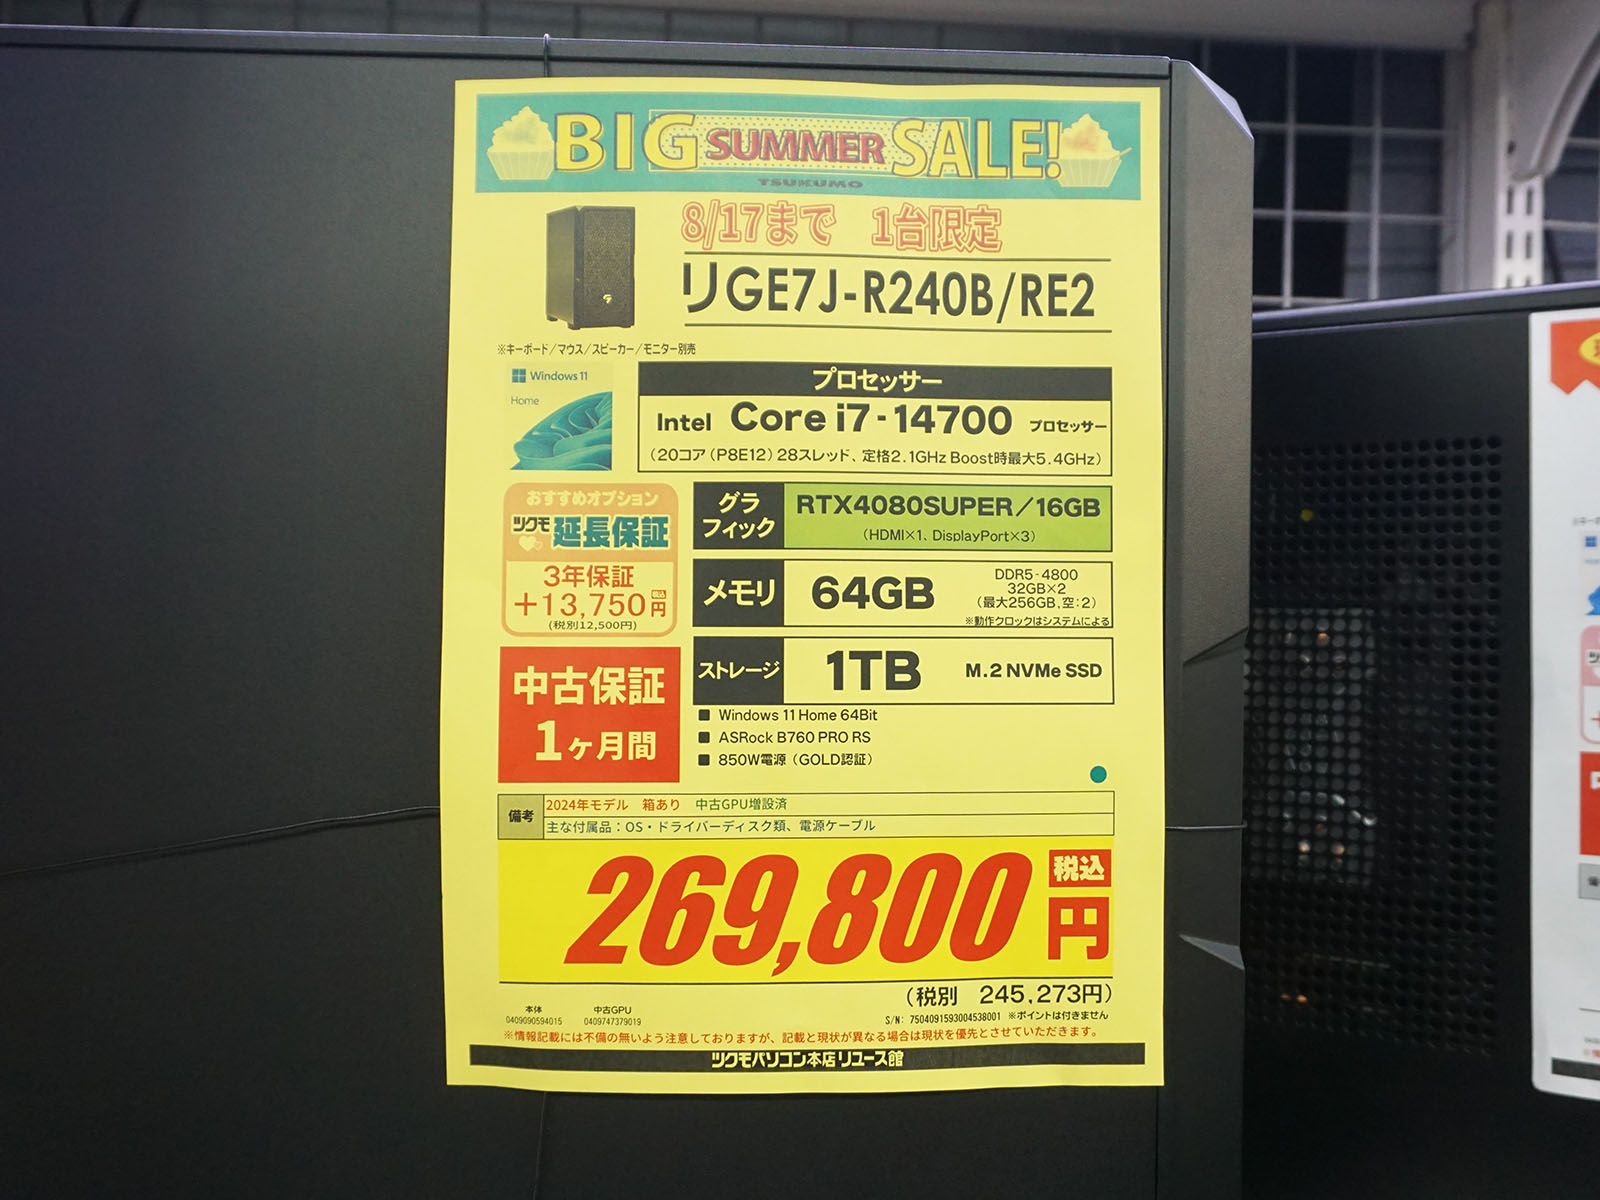 BIG SUMMER SALE!
TSUKUMO
8/17まで 1台限定
リGE7J-R240B/RE2
※キーボード/マウス/スピーカー/モニター別売
Windows 11
Home
プロセッサー
Intel Core i7-14700 プロセッサー
(20コア(P8E12)28スレッド、定格2.1GHz Boost時最大5.4GHz)
おすすめオプション
ツクモ延長保証
3年保証
+13,750円 税込
(税別12,500円)
グラフィック
RTX4080SUPER/16GB
(HDMI×1、DisplayPort×3)
メモリ
64GB
DDR5-4800
32GB×2
(最大256GB,空:2)
※動作クロックはシステムによる
ストレージ
1TB M.2 NVMe SSD
中古保証
1ヶ月間
■ Windows 11 Home 64Bit
■ ASRock B760 PRO RS
■ 850W電源(GOLD認証)
備考
2024年モデル 箱あり 中古GPU増設済
主な付属品:OS・ドライバーディスク類、電源ケーブル
269,800円 税込
(税別 245,273円)
本体 中古GPU
0409090594015 0409747379019
S/N: 7504091593004538001 ※ポイントは付きません
※情報記載には不備の無いよう注意しておりますが、記載と現状が異なる場合は現状を優先とさせていただきます。
ツクモパソコン本店リユース館